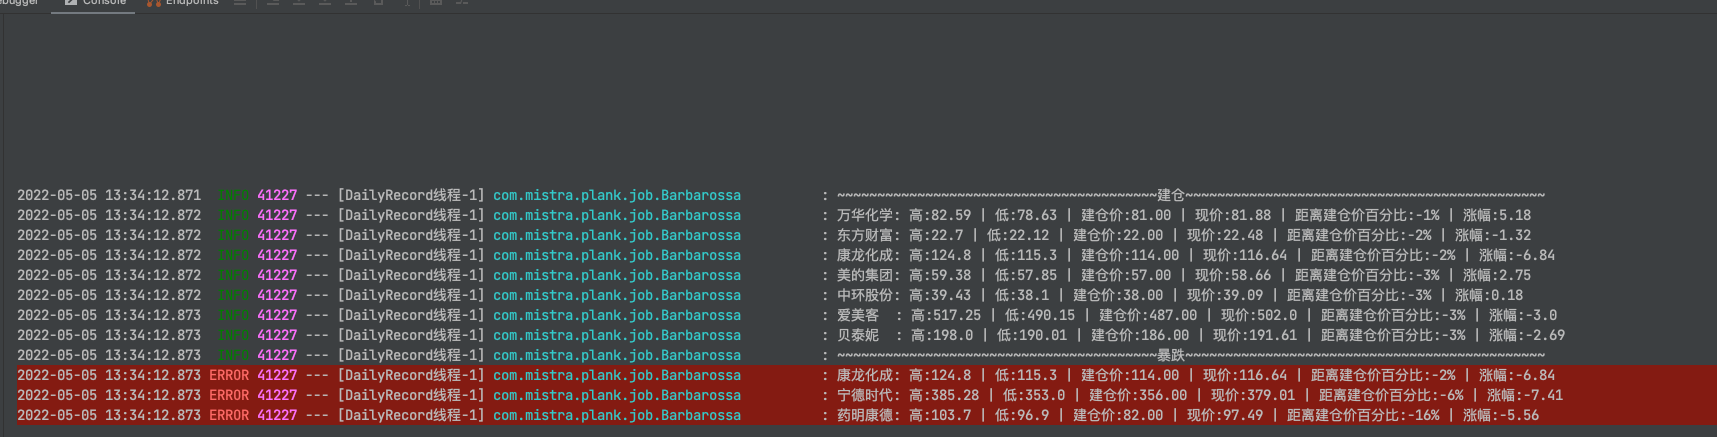 Console Endpoints
2022-05-05 13:34:12.871 INFO 41227 --- [DailyRecord线程-1] com.mistra.plank.job.Barbarossa : ~~~~~~~~~~~~~~~~~~~~~~~~~~~~~~~~~~~~~~~~建仓~~~~~~~~~~~~~~~~~~~~~~~~~~~~~~~~~~~~~~~~~~~~~
2022-05-05 13:34:12.872 INFO 41227 --- [DailyRecord线程-1] com.mistra.plank.job.Barbarossa : 万华化学: 高:82.59 | 低:78.63 | 建仓价:81.00 | 现价:81.88 | 距离建仓价百分比:-1% | 涨幅:5.18
2022-05-05 13:34:12.872 INFO 41227 --- [DailyRecord线程-1] com.mistra.plank.job.Barbarossa : 东方财富: 高:22.7 | 低:22.12 | 建仓价:22.00 | 现价:22.48 | 距离建仓价百分比:-2% | 涨幅:-1.32
2022-05-05 13:34:12.872 INFO 41227 --- [DailyRecord线程-1] com.mistra.plank.job.Barbarossa : 康龙化成: 高:124.8 | 低:115.3 | 建仓价:114.00 | 现价:116.64 | 距离建仓价百分比:-2% | 涨幅:-6.84
2022-05-05 13:34:12.872 INFO 41227 --- [DailyRecord线程-1] com.mistra.plank.job.Barbarossa : 美的集团: 高:59.38 | 低:57.85 | 建仓价:57.00 | 现价:58.66 | 距离建仓价百分比:-3% | 涨幅:2.75
2022-05-05 13:34:12.872 INFO 41227 --- [DailyRecord线程-1] com.mistra.plank.job.Barbarossa : 中环股份: 高:39.43 | 低:38.1 | 建仓价:38.00 | 现价:39.09 | 距离建仓价百分比:-3% | 涨幅:0.18
2022-05-05 13:34:12.873 INFO 41227 --- [DailyRecord线程-1] com.mistra.plank.job.Barbarossa : 爱美客 : 高:517.25 | 低:490.15 | 建仓价:487.00 | 现价:502.0 | 距离建仓价百分比:-3% | 涨幅:-3.0
2022-05-05 13:34:12.873 INFO 41227 --- [DailyRecord线程-1] com.mistra.plank.job.Barbarossa : 贝泰妮 : 高:198.0 | 低:190.01 | 建仓价:186.00 | 现价:191.61 | 距离建仓价百分比:-3% | 涨幅:-2.69
2022-05-05 13:34:12.873 INFO 41227 --- [DailyRecord线程-1] com.mistra.plank.job.Barbarossa : ~~~~~~~~~~~~~~~~~~~~~~~~~~~~~~~~~~~~~~~~暴跌~~~~~~~~~~~~~~~~~~~~~~~~~~~~~~~~~~~~~~~~~~~~~
2022-05-05 13:34:12.873 ERROR 41227 --- [DailyRecord线程-1] com.mistra.plank.job.Barbarossa : 康龙化成: 高:124.8 | 低:115.3 | 建仓价:114.00 | 现价:116.64 | 距离建仓价百分比:-2% | 涨幅:-6.84
2022-05-05 13:34:12.873 ERROR 41227 --- [DailyRecord线程-1] com.mistra.plank.job.Barbarossa : 宁德时代: 高:385.28 | 低:353.0 | 建仓价:356.00 | 现价:379.01 | 距离建仓价百分比:-6% | 涨幅:-7.41
2022-05-05 13:34:12.873 ERROR 41227 --- [DailyRecord线程-1] com.mistra.plank.job.Barbarossa : 药明康德: 高:103.7 | 低:96.9 | 建仓价:82.00 | 现价:97.49 | 距离建仓价百分比:-16% | 涨幅:-5.56